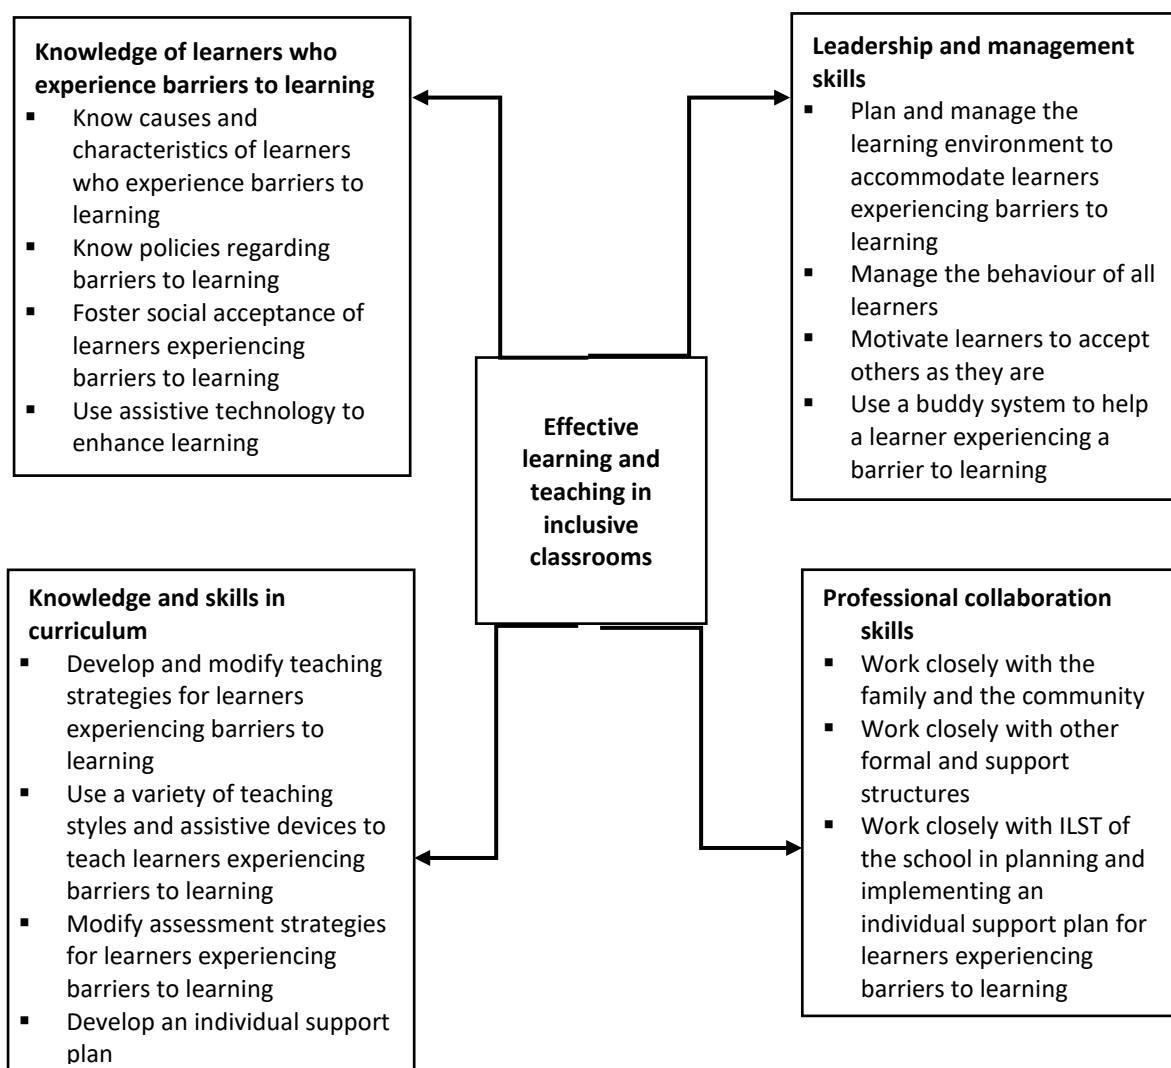 Knowledge of learners who
experience barriers to learning
▪ Know causes and
characteristics of learners
who experience barriers to
learning
▪ Know policies regarding
barriers to learning
▪ Foster social acceptance of
learners experiencing
barriers to learning
▪ Use assistive technology to
enhance learning
Leadership and management
skills
▪ Plan and manage the
learning environment to
accommodate learners
experiencing barriers to
learning
▪ Manage the behaviour of all
learners
▪ Motivate learners to accept
others as they are
▪ Use a buddy system to help
a learner experiencing a
barrier to learning
Effective
learning and
teaching in
inclusive
classrooms
Knowledge and skills in
curriculum
▪ Develop and modify teaching
strategies for learners
experiencing barriers to
learning
▪ Use a variety of teaching
styles and assistive devices to
teach learners experiencing
barriers to learning
▪ Modify assessment strategies
for learners experiencing
barriers to learning
▪ Develop an individual support
plan
Professional collaboration
skills
▪ Work closely with the
family and the community
▪ Work closely with other
formal and support
structures
▪ Work closely with ILST of
the school in planning and
implementing an
individual support plan for
learners experiencing
barriers to learning